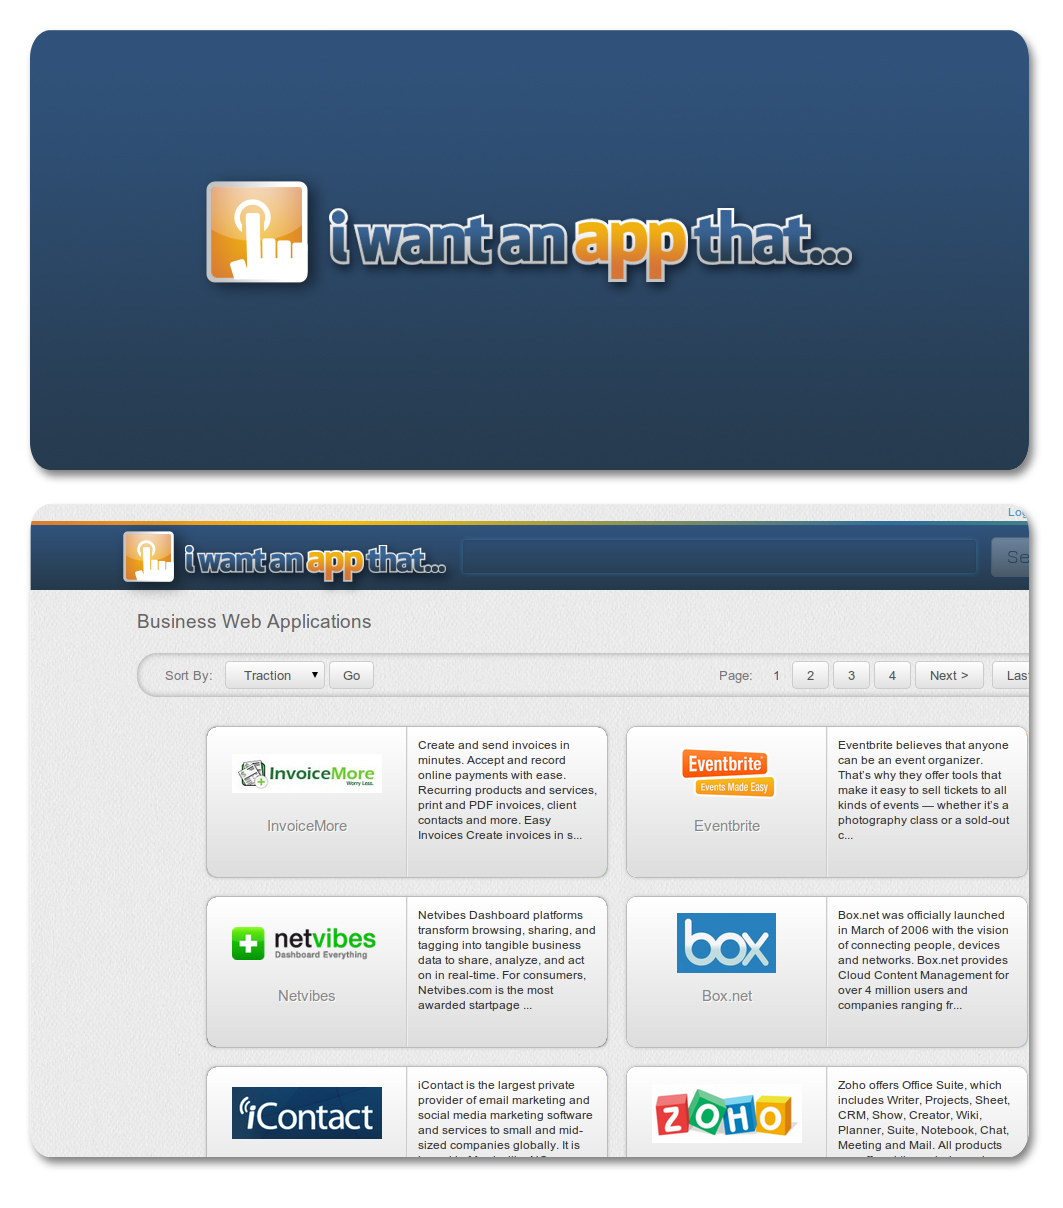 i want an app that...
Log
i want an app that...
Se
Business Web Applications
Sort By: Traction Go Page: 1 2 3 4 Next > Las
InvoiceMore
Worry Less.
InvoiceMore
Create and send invoices in
minutes. Accept and record
online payments with ease.
Recurring products and services,
print and PDF invoices, client
contacts and more. Easy
Invoices Create invoices in s...
Eventbrite
Events Made Easy
Eventbrite
Eventbrite believes that anyone
can be an event organizer.
That's why they offer tools that
make it easy to sell tickets to all
kinds of events — whether it's a
photography class or a sold-out
c...
netvibes
Dashboard Everything
Netvibes
Netvibes Dashboard platforms
transform browsing, sharing, and
tagging into tangible business
data to share, analyze, and act
on in real-time. For consumers,
Netvibes.com is the most
awarded startpage ...
box
Box.net
Box.net was officially launched
in March of 2006 with the vision
of connecting people, devices
and networks. Box.net provides
Cloud Content Management for
over 4 million users and
companies ranging fr...
iContact
iContact is the largest private
provider of email marketing and
social media marketing software
and services to small and mid-
sized companies globally. It is
ZOHO
Zoho offers Office Suite, which
includes Writer, Projects, Sheet,
CRM, Show, Creator, Wiki,
Planner, Suite, Notebook, Chat,
Meeting and Mail. All products